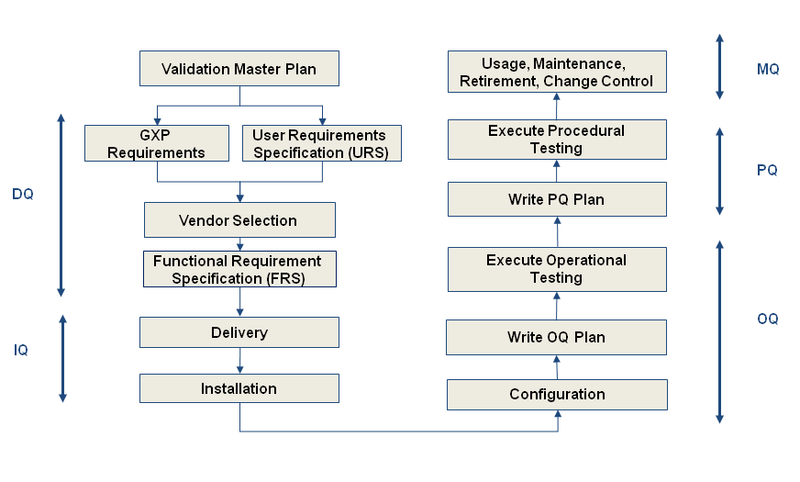 Validation Master Plan
GXP
Requirements
User Requirements
Specification (URS)
DQ
Vendor Selection
Functional Requirement
Specification (FRS)
Delivery
IQ
Installation
Usage, Maintenance,
Retirement, Change Control
MQ
Execute Procedural
Testing
PQ
Write PQ Plan
Execute Operational
Testing
OQ
Write OQ Plan
Configuration